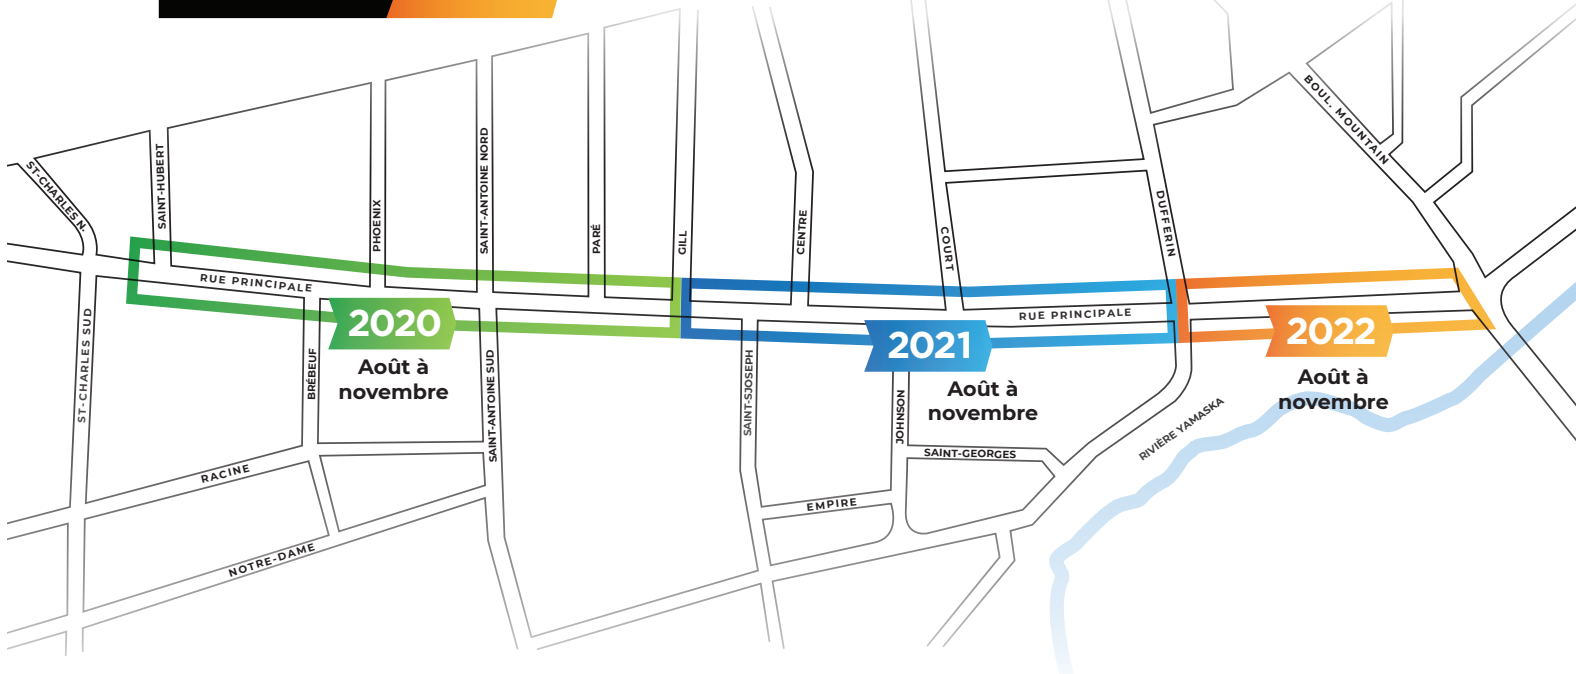 ST-CHARLES N.
SAINT-HUBERT
PHOENIX
SAINT-ANTOINE NORD
PARÉ
GILL
CENTRE
COURT
DUFFERIN
BOUL. MOUNTAIN
RUE PRINCIPALE
RUE PRINCIPALE
2020
Août à
novembre
2021
Août à
novembre
2022
Août à
novembre
ST-CHARLES SUD
BRÉBEUF
SAINT-ANTOINE SUD
SAINT-SJOSEPH
JOHNSON
SAINT-GEORGES
RIVIÈRE YAMASKA
RACINE
EMPIRE
NOTRE-DAME